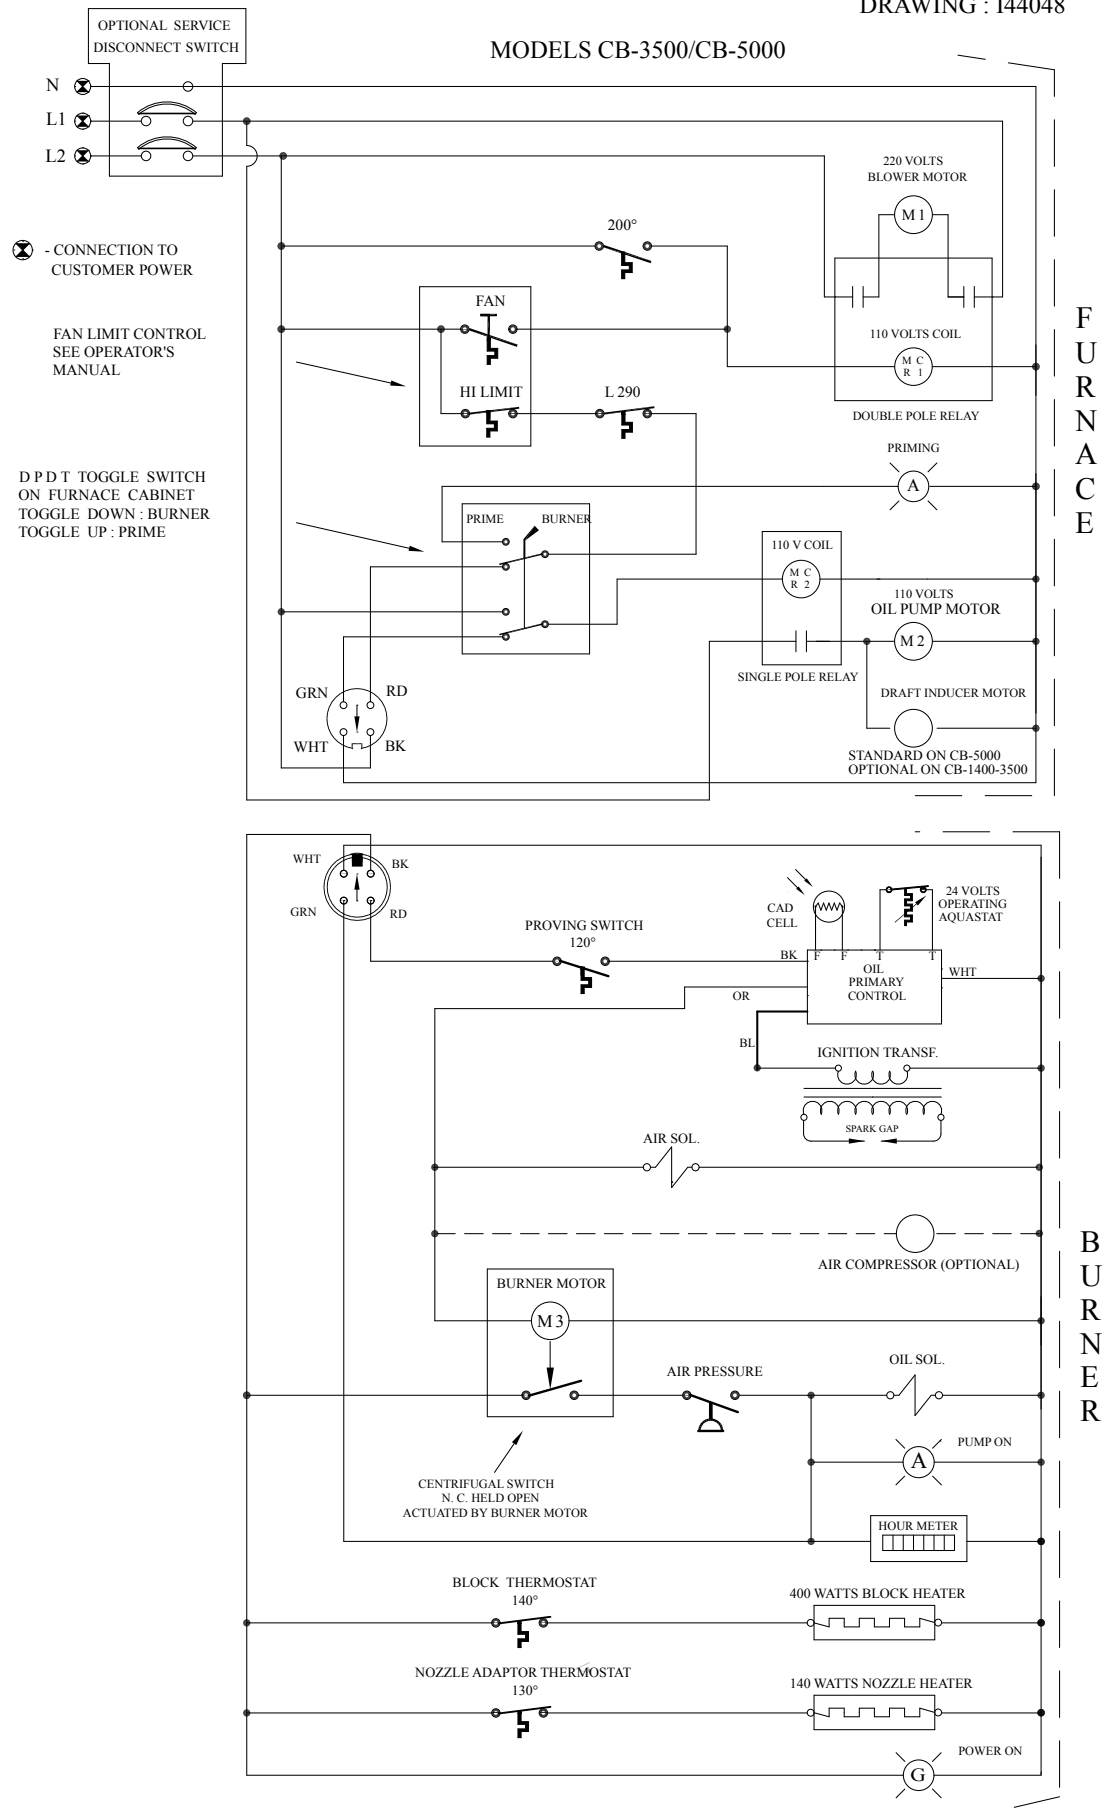 DRAWING : I44048
OPTIONAL SERVICE
DISCONNECT SWITCH
MODELS CB-3500/CB-5000
N
L1
L2
220 VOLTS
BLOWER MOTOR
M 1
- CONNECTION TO
CUSTOMER POWER
200°
FAN
FAN LIMIT CONTROL
SEE OPERATOR'S
MANUAL
110 VOLTS COIL
M C
R 1
HI LIMIT
L 290
DOUBLE POLE RELAY
FURNACE
PRIMING
A
D P D T TOGGLE SWITCH
ON FURNACE CABINET
TOGGLE DOWN : BURNER
TOGGLE UP : PRIME
PRIME
BURNER
110 V COIL
M C
R 2
110 VOLTS
OIL PUMP MOTOR
M 2
SINGLE POLE RELAY
GRN
RD
WHT
BK
DRAFT INDUCER MOTOR
STANDARD ON CB-5000
OPTIONAL ON CB-1400-3500
WHT
BK
GRN
RD
CAD
CELL
24 VOLTS
OPERATING
AQUASTAT
PROVING SWITCH
120°
BK
F F T T
OIL
PRIMARY
CONTROL
WHT
OR
BL
IGNITION TRANSF.
SPARK GAP
AIR SOL.
AIR COMPRESSOR (OPTIONAL)
BURNER
BURNER MOTOR
M 3
AIR PRESSURE
OIL SOL.
PUMP ON
A
CENTRIFUGAL SWITCH
N. C. HELD OPEN
ACTUATED BY BURNER MOTOR
HOUR METER
BLOCK THERMOSTAT
140°
400 WATTS BLOCK HEATER
NOZZLE ADAPTOR THERMOSTAT
130°
140 WATTS NOZZLE HEATER
POWER ON
G